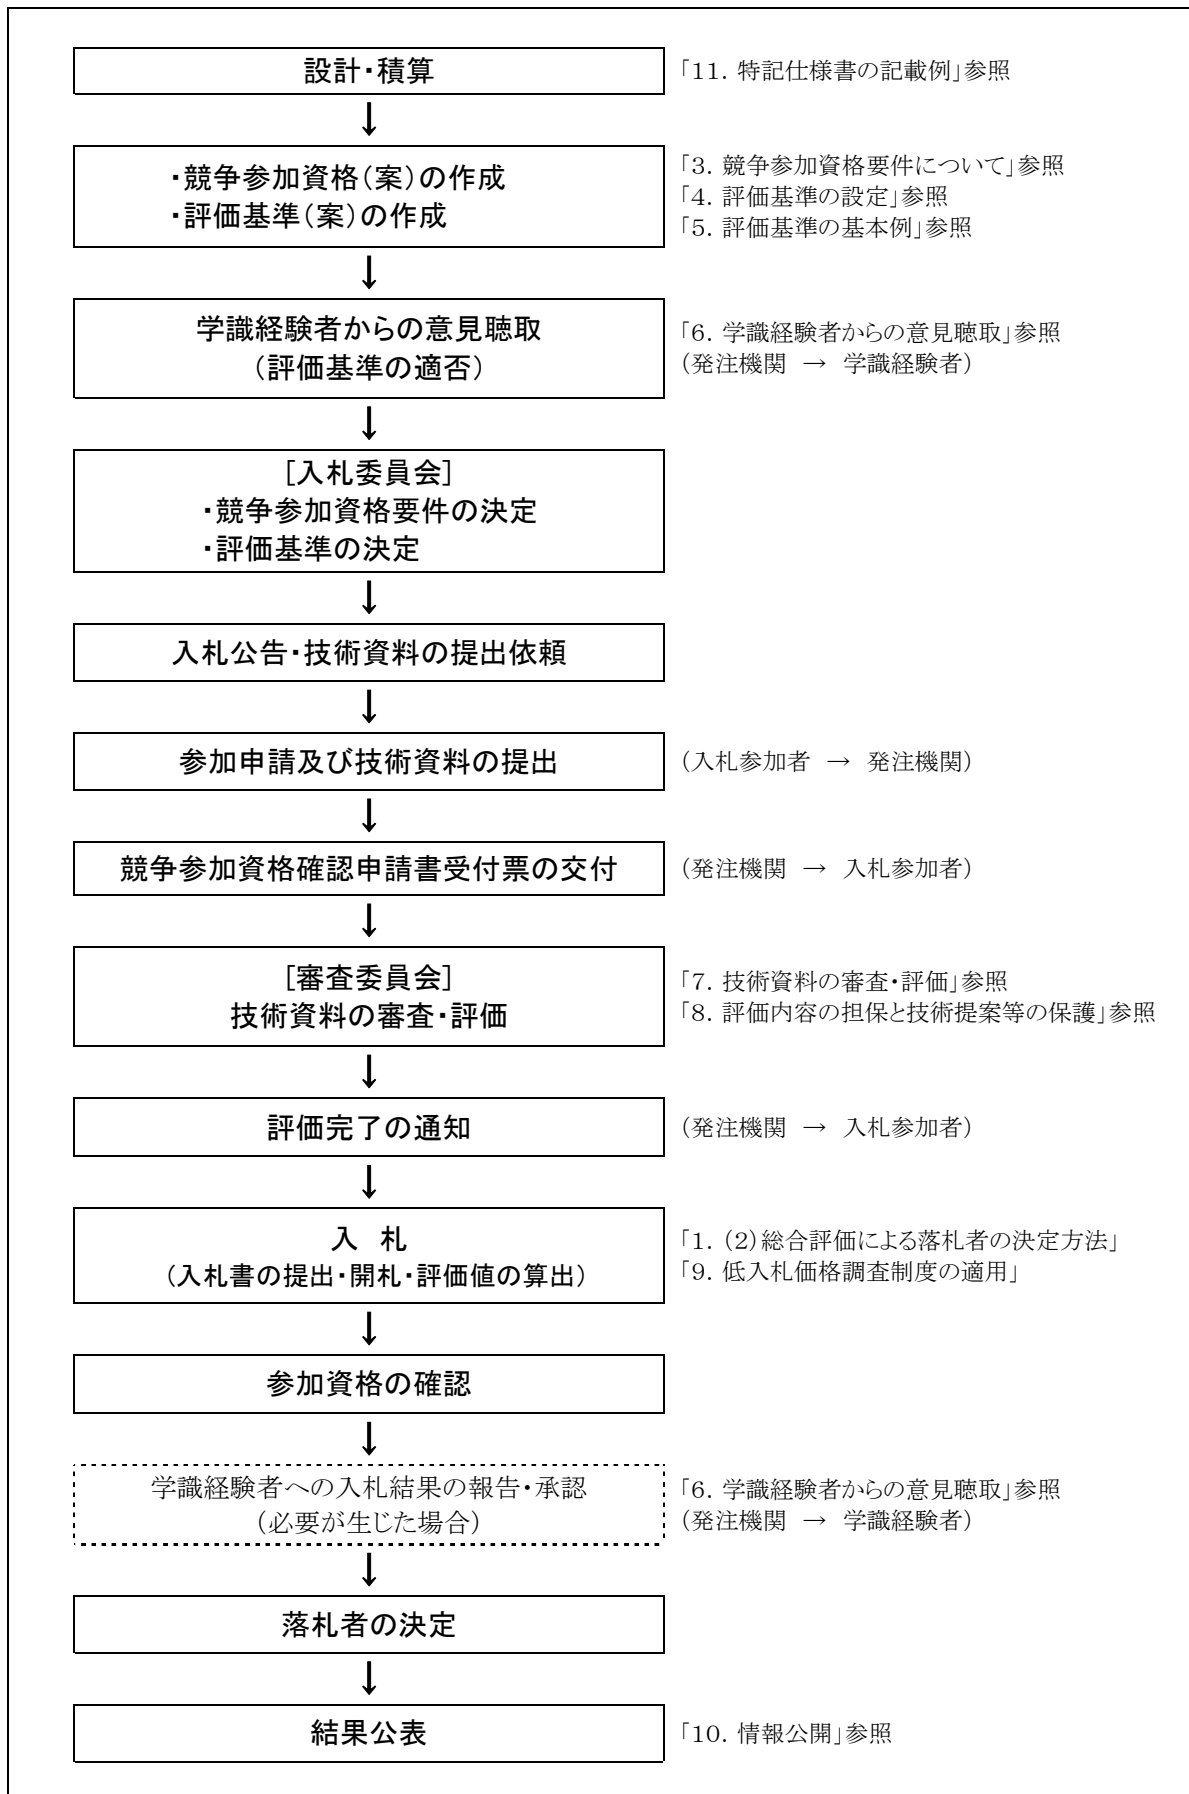 設計・積算
「11. 特記仕様書の記載例」参照
・競争参加資格(案)の作成
・評価基準(案)の作成
「3. 競争参加資格要件について」参照
「4. 評価基準の設定」参照
「5. 評価基準の基本例」参照
学識経験者からの意見聴取
(評価基準の適否)
「6. 学識経験者からの意見聴取」参照
(発注機関 → 学識経験者)
[入札委員会]
・競争参加資格要件の決定
・評価基準の決定
入札公告・技術資料の提出依頼
参加申請及び技術資料の提出
(入札参加者 → 発注機関)
競争参加資格確認申請書受付票の交付
(発注機関 → 入札参加者)
[審査委員会]
技術資料の審査・評価
「7. 技術資料の審査・評価」参照
「8. 評価内容の担保と技術提案等の保護」参照
評価完了の通知
(発注機関 → 入札参加者)
入 札
(入札書の提出・開札・評価値の算出)
「1. (2)総合評価による落札者の決定方法」
「9. 低入札価格調査制度の適用」
参加資格の確認
学識経験者への入札結果の報告・承認
(必要が生じた場合)
「6. 学識経験者からの意見聴取」参照
(発注機関 → 学識経験者)
落札者の決定
結果公表
「10. 情報公開」参照